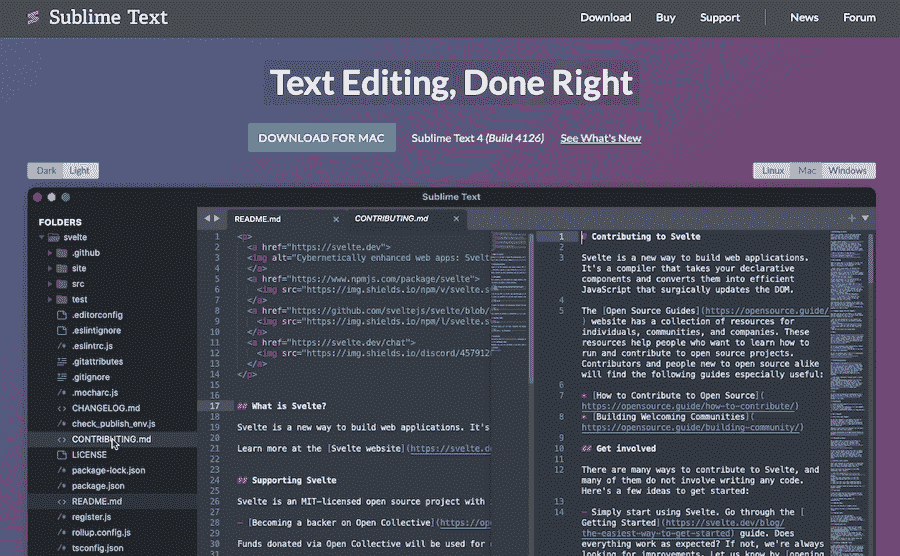 Sublime Text
Download Buy Support News Forum
Text Editing, Done Right
DOWNLOAD FOR MAC Sublime Text 4 (Build 4126) See What's New
Dark Light
Linux Mac Windows
Sublime Text
FOLDERS
svelte
.github
site
src
test
.editorconfig
.eslintignore
.eslintrc.js
.gitattributes
.gitignore
.mocharc.js
CHANGELOG.md
check_publish_env.js
CONTRIBUTING.md
LICENSE
package-lock.json
package.json
README.md
register.js
rollup.config.js
tsconfig.json
README.md
CONTRIBUTING.md
1 <p>
2 <a href="https://svelte.dev">
3 <img alt="Cybernetically enhanced web apps: Svelt
4 </a>
5 <a href="https://www.npmjs.com/package/svelte">
6 <img src="https://img.shields.io/npm/v/svelte.s
7 </a>
8 <a href="https://github.com/sveltejs/svelte/blob/
9 <img src="https://img.shields.io/npm/l/svelte.s
10 </a>
11 <a href="https://svelte.dev/chat">
12 <img src="https://img.shields.io/discord/457912
13 </a>
14 </p>
15
16
17 ## What is Svelte?
18
19 Svelte is a new way to build web applications. It's
20
21 Learn more at the [Svelte website](https://svelte.d
22
23
24 ## Supporting Svelte
25
26 Svelte is an MIT-licensed open source project with
27
28 - [Becoming a backer on Open Collective](https://op
29
30 Funds donated via Open Collective will be used for
1 # Contributing to Svelte
2
3 Svelte is a new way to build web applications.
It's a compiler that takes your declarative
components and converts them into efficient
JavaScript that surgically updates the DOM.
4
5 The [Open Source Guides](https://opensource.guide/
) website has a collection of resources for
individuals, communities, and companies. These
resources help people who want to learn how to
run and contribute to open source projects.
Contributors and people new to open source alike
will find the following guides especially useful:
6
7 * [How to Contribute to Open Source](
https://opensource.guide/how-to-contribute/)
8 * [Building Welcoming Communities](
https://opensource.guide/building-community/)
9
10 ## Get involved
11
12 There are many ways to contribute to Svelte, and
many of them do not involve writing any code.
Here's a few ideas to get started:
13
14 Simply start using Svelte. Go through the [
Getting Started](https://svelte.dev/blog/
the-easiest-way-to-get-started) guide. Does
everything work as expected? If not, we're always
looking for improvements. Let us know by [opening